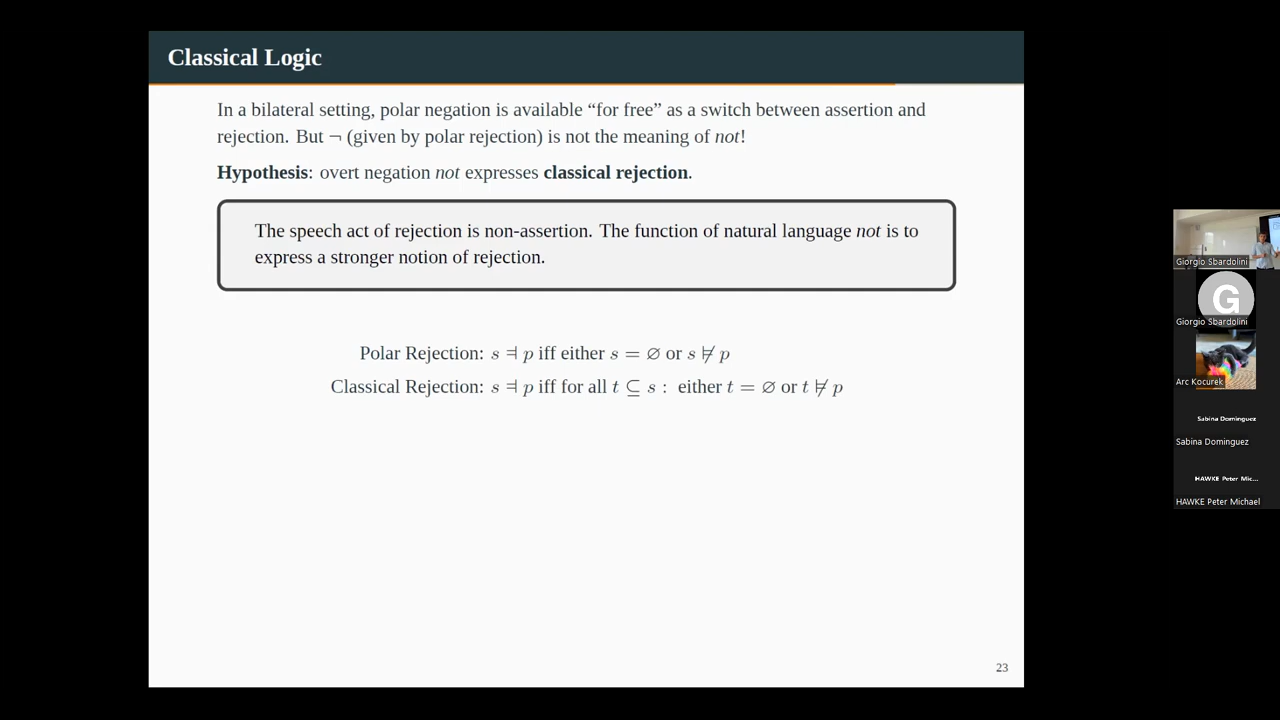 Classical Logic
In a bilateral setting, polar negation is available “for free” as a switch between assertion and
rejection. But ¬ (given by polar rejection) is not the meaning of not!
Hypothesis: overt negation not expresses classical rejection.
The speech act of rejection is non-assertion. The function of natural language not is to
express a stronger notion of rejection.
Polar Rejection: s ⫤ p iff either s = ∅ or s ⊭ p
Classical Rejection: s ⫤ p iff for all t ⊆ s : either t = ∅ or t ⊭ p
23
Giorgio Sbardolini
G
Giorgio Sbardolini
Arc Kocurek
Sabina Dominguez
Sabina Dominguez
HAWKE Peter Mic...
HAWKE Peter Michael